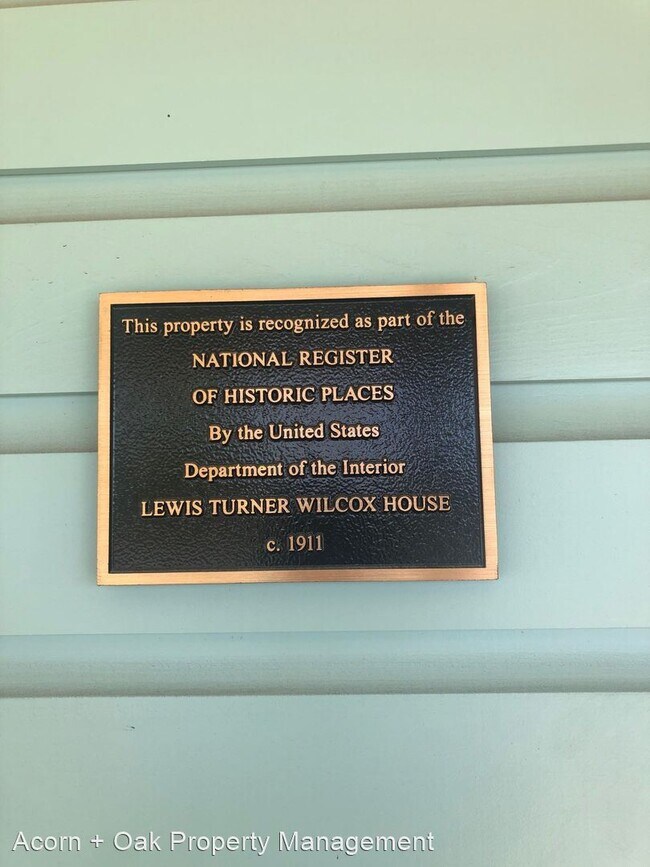 This property is recognized as part of the
NATIONAL REGISTER
OF HISTORIC PLACES
By the United States
Department of the Interior
LEWIS TURNER WILCOX HOUSE
c. 1911
Acorn + Oak Property Management